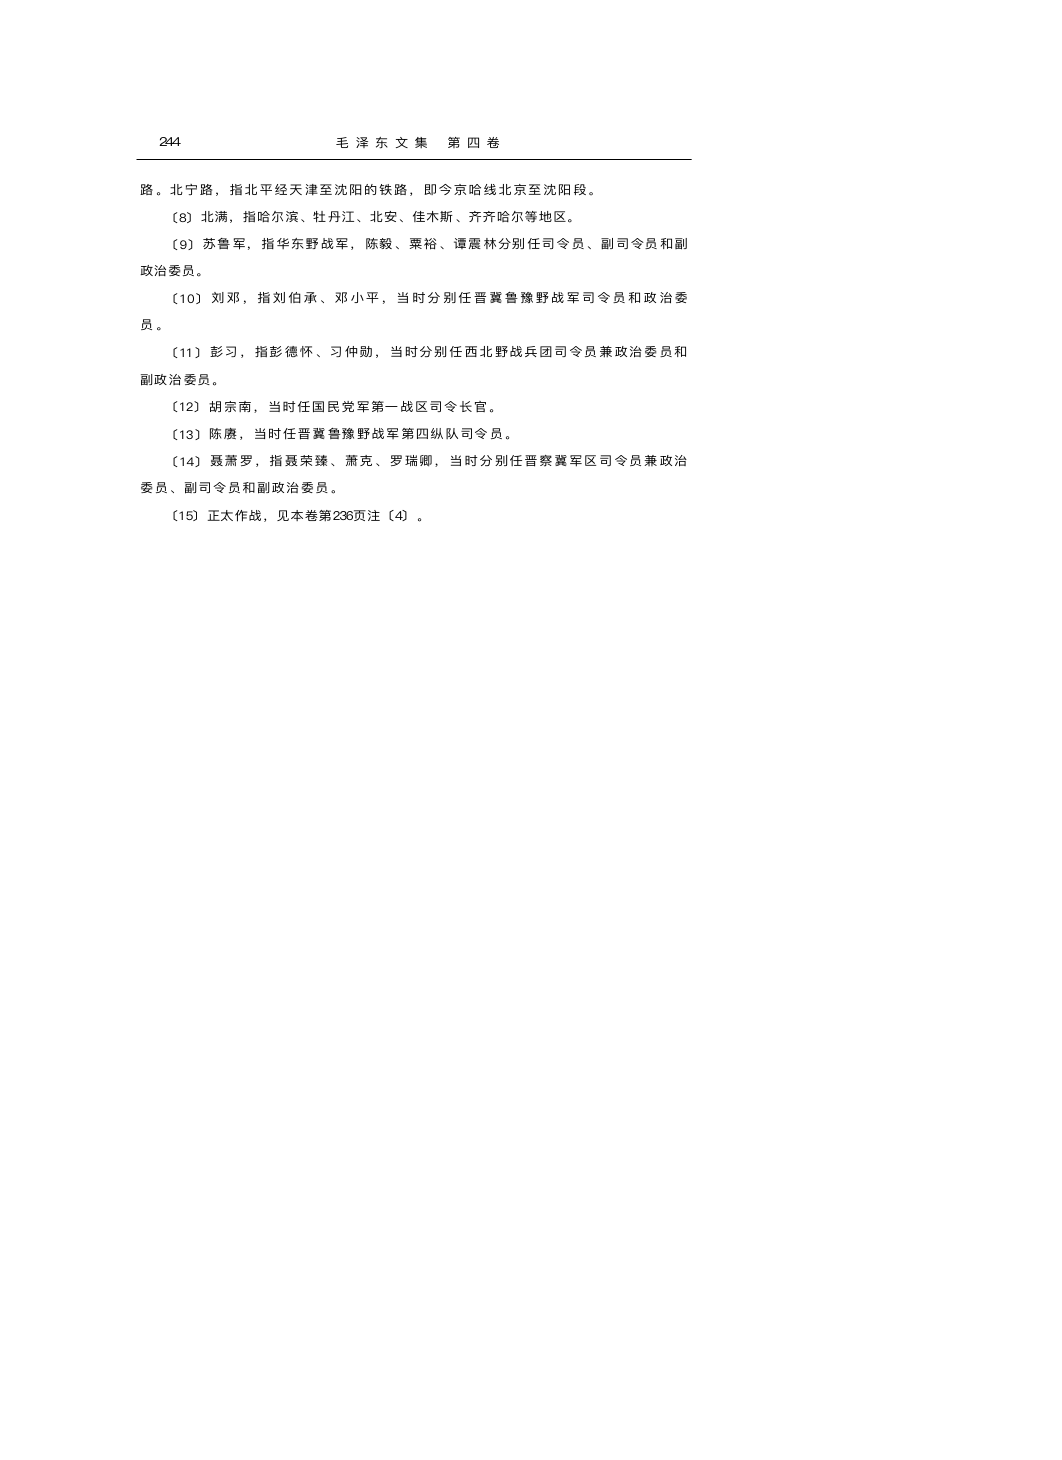 244 毛泽东文集 第四卷
路。北宁路，指北平经天津至沈阳的铁路，即今京哈线北京至沈阳段。
〔8〕北满，指哈尔滨、牡丹江、北安、佳木斯、齐齐哈尔等地区。
〔9〕苏鲁军，指华东野战军，陈毅、粟裕、谭震林分别任司令员、副司令员和副
政治委员。
〔10〕刘邓，指刘伯承、邓小平，当时分别任晋冀鲁豫野战军司令员和政治委
员。
〔11〕彭习，指彭德怀、习仲勋，当时分别任西北野战兵团司令员兼政治委员和
副政治委员。
〔12〕胡宗南，当时任国民党军第一战区司令长官。
〔13〕陈赓，当时任晋冀鲁豫野战军第四纵队司令员。
〔14〕聂萧罗，指聂荣臻、萧克、罗瑞卿，当时分别任晋察冀军区司令员兼政治
委员、副司令员和副政治委员。
〔15〕正太作战，见本卷第236页注〔4〕。